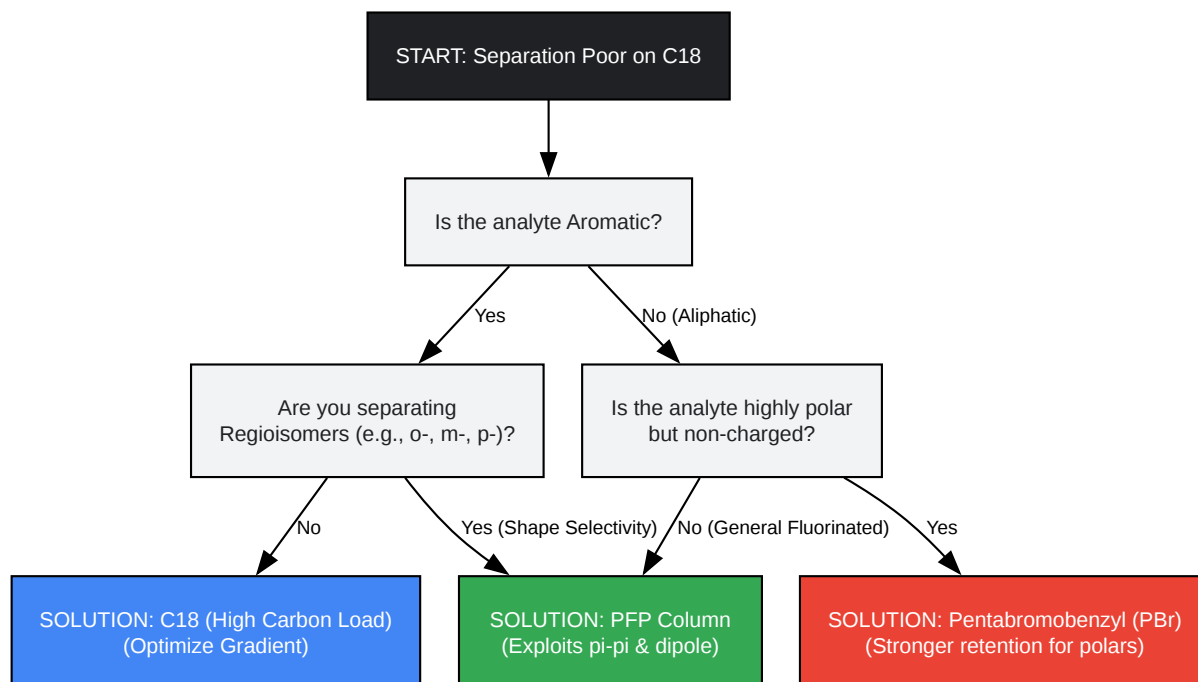 START: Separation Poor on C18
Is the analyte Aromatic?
Yes
No (Aliphatic)
Are you separating
Regioisomers (e.g., o-, m-, p-)?
Is the analyte highly polar
but non-charged?
No
Yes (Shape Selectivity)
No (General Fluorinated)
Yes
SOLUTION: C18 (High Carbon Load)
(Optimize Gradient)
SOLUTION: PFP Column
(Exploits pi-pi & dipole)
SOLUTION: Pentabromobenzyl (PBr)
(Stronger retention for polars)